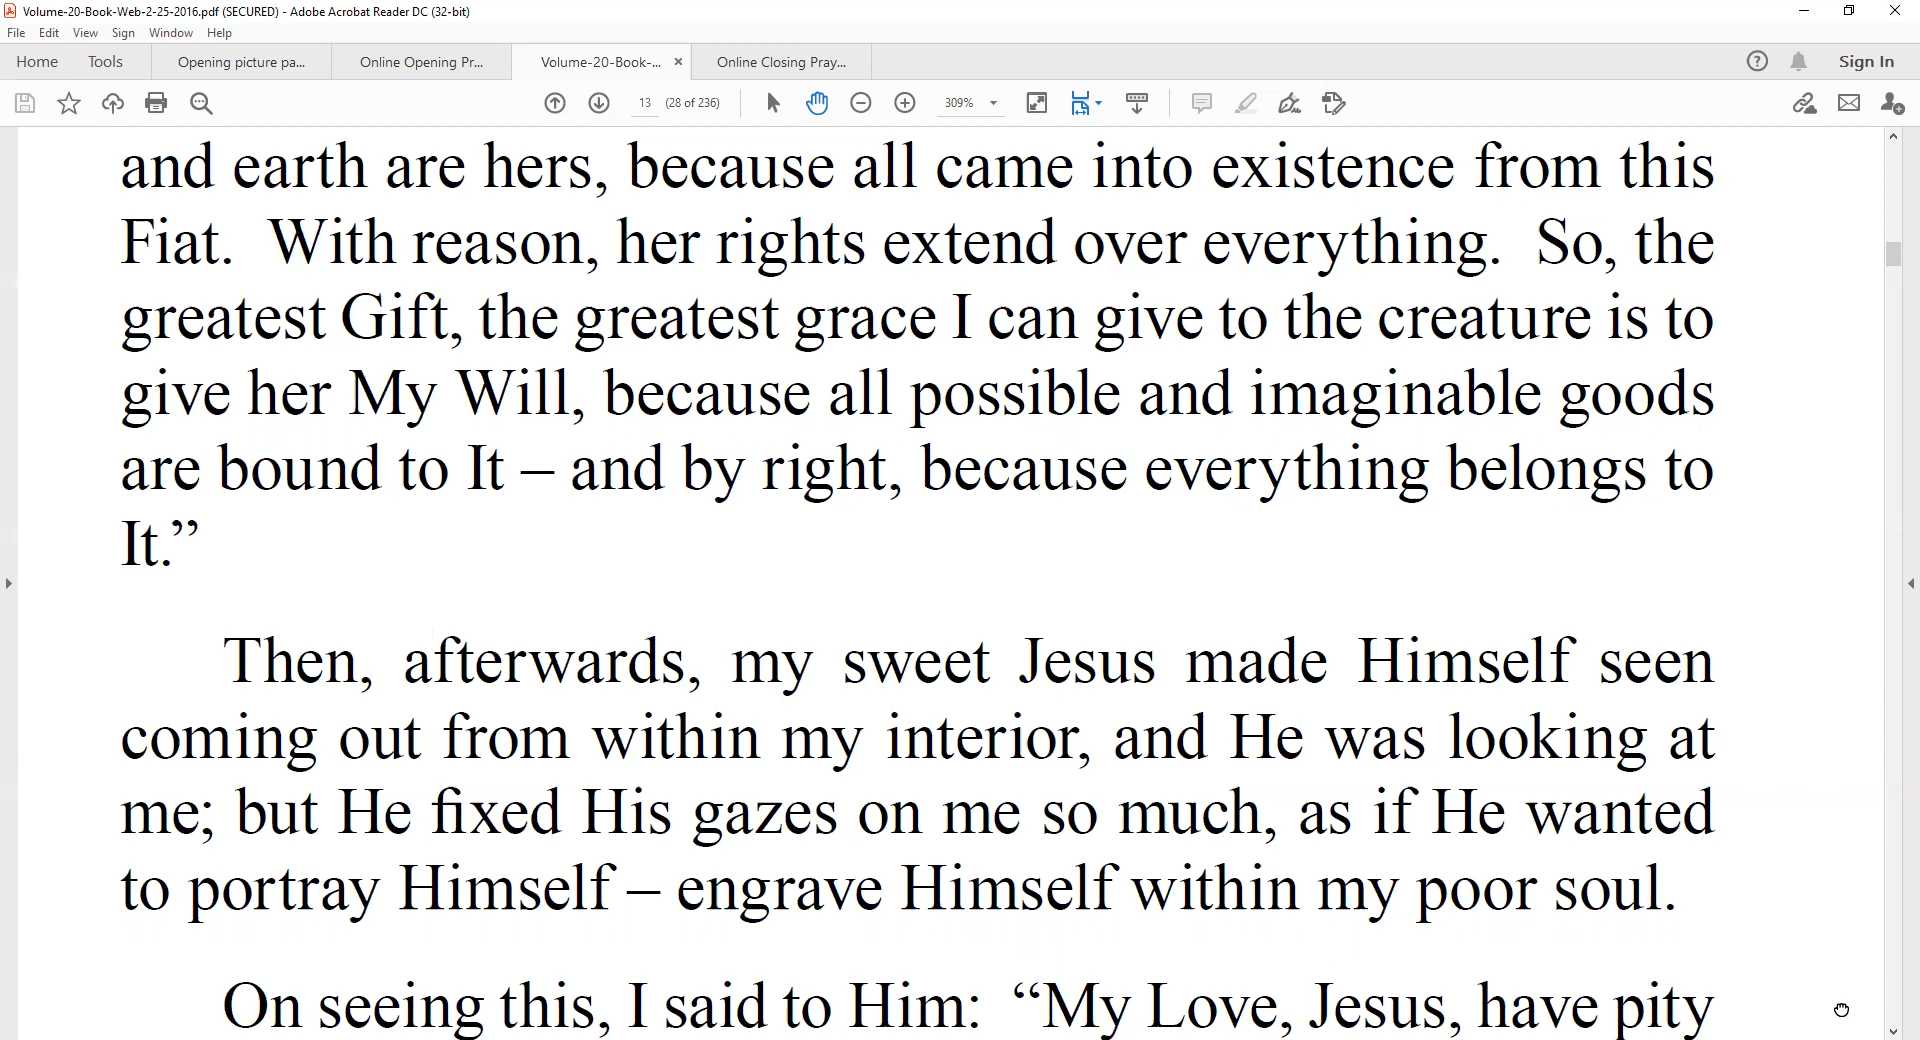 Volume-20-Book-Web-2-25-2016.pdf (SECURED) - Adobe Acrobat Reader DC (32-bit)
File Edit View Sign Window Help
Home Tools Opening picture pa... Online Opening Pr... Volume-20-Book-... Online Closing Pray... Sign In
13 (28 of 236) 309%
and earth are hers, because all came into existence from this
Fiat.  With reason, her rights extend over everything.  So, the
greatest Gift, the greatest grace I can give to the creature is to
give her My Will, because all possible and imaginable goods
are bound to It – and by right, because everything belongs to
It.”
Then, afterwards, my sweet Jesus made Himself seen
coming out from within my interior, and He was looking at
me; but He fixed His gazes on me so much, as if He wanted
to portray Himself – engrave Himself within my poor soul.
On seeing this, I said to Him:  “My Love, Jesus, have pity